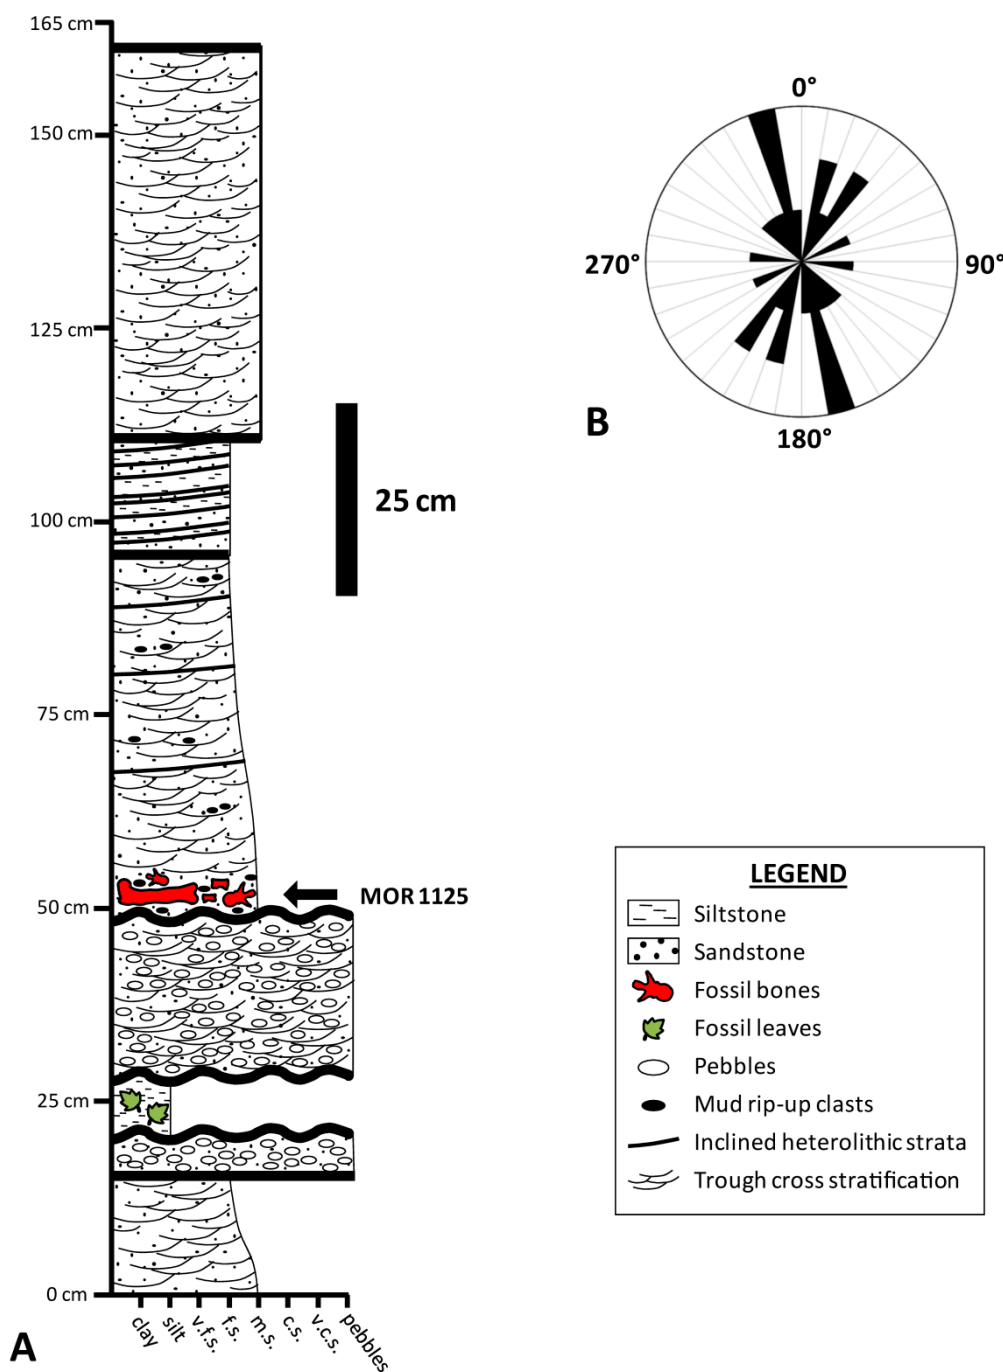 165 cm
150 cm
125 cm
100 cm
75 cm
50 cm
25 cm
0 cm
clay
silt
v.f.s.
f.s.
m.s.
c.s.
v.c.s.
pebbles
A
25 cm
MOR 1125
0°
270°
90°
180°
B
LEGEND
Siltstone
Sandstone
Fossil bones
Fossil leaves
Pebbles
Mud rip-up clasts
Inclined heterolithic strata
Trough cross stratification